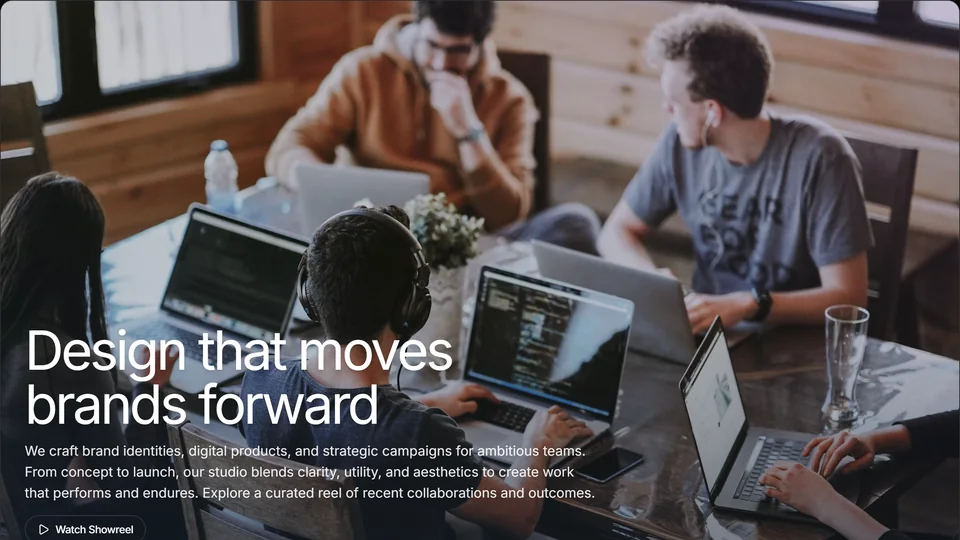 Design that moves
brands forward
We craft brand identities, digital products, and strategic campaigns for ambitious teams.
From concept to launch, our studio blends clarity, utility, and aesthetics to create work
that performs and endures. Explore a curated reel of recent collaborations and outcomes.
Watch Showreel